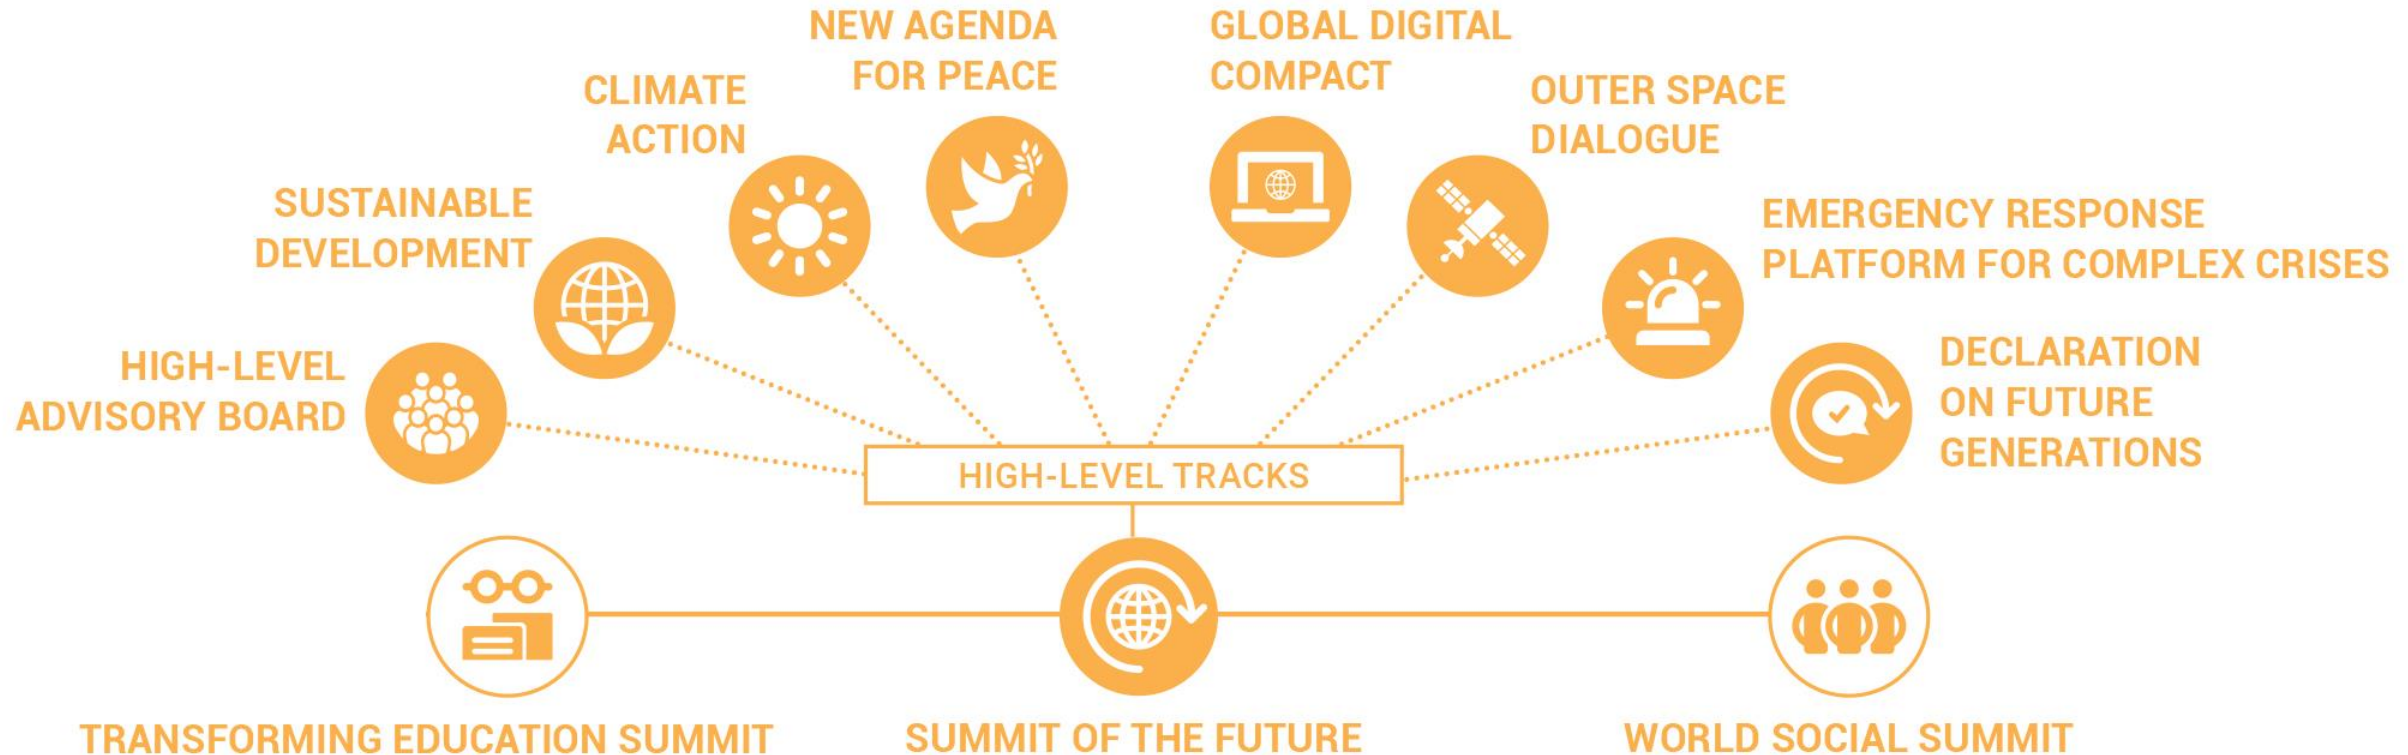 NEW AGENDA
FOR PEACE
GLOBAL DIGITAL
COMPACT
CLIMATE
ACTION
OUTER SPACE
DIALOGUE
SUSTAINABLE
DEVELOPMENT
EMERGENCY RESPONSE
PLATFORM FOR COMPLEX CRISES
HIGH-LEVEL
ADVISORY BOARD
DECLARATION
ON FUTURE
GENERATIONS
HIGH-LEVEL TRACKS
TRANSFORMING EDUCATION SUMMIT
SUMMIT OF THE FUTURE
WORLD SOCIAL SUMMIT